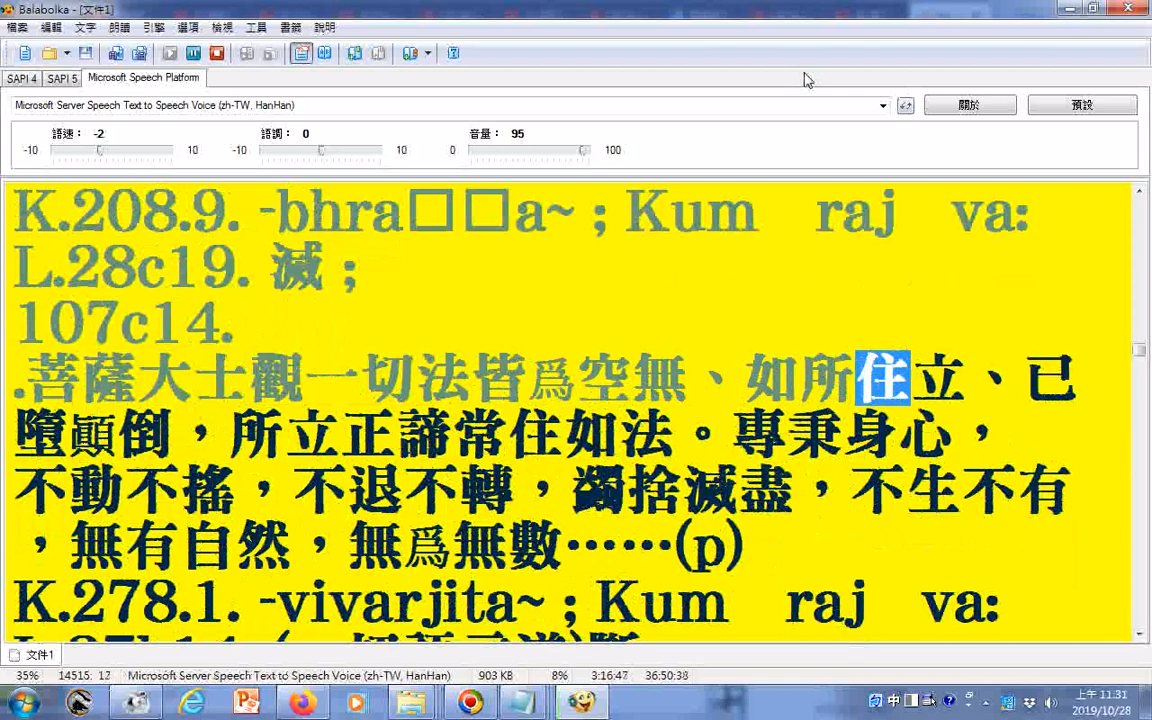 Balabolka - [文件1]
檔案 編輯 文字 朗讀 引擎 選項 檢視 工具 書籤 說明
SAPI 4 SAPI 5 Microsoft Speech Platform
Microsoft Server Speech Text to Speech Voice (zh-TW, HanHan) 關於 預設
語速： -2 語調： 0 音量： 95
-10 10 -10 10 0 100
K.208.9. -bhra□□a~ ; Kum raj va:
L.28c19. 滅 ;
107c14.
.菩薩大士觀一切法皆爲空無、如所住立、已
墮顚倒，所立正諦常住如法。專秉身心，
不動不搖，不退不轉，蠲捨滅盡，不生不有
，無有自然，無爲無數……(p)
K.278.1. -vivarjita~ ; Kum raj va:
文件1
35% 14515: 12 Microsoft Server Speech Text to Speech Voice (zh-TW, HanHan) 903 KB 8% 3:16:47 36:50:38
中
上午 11:31
2019/10/28